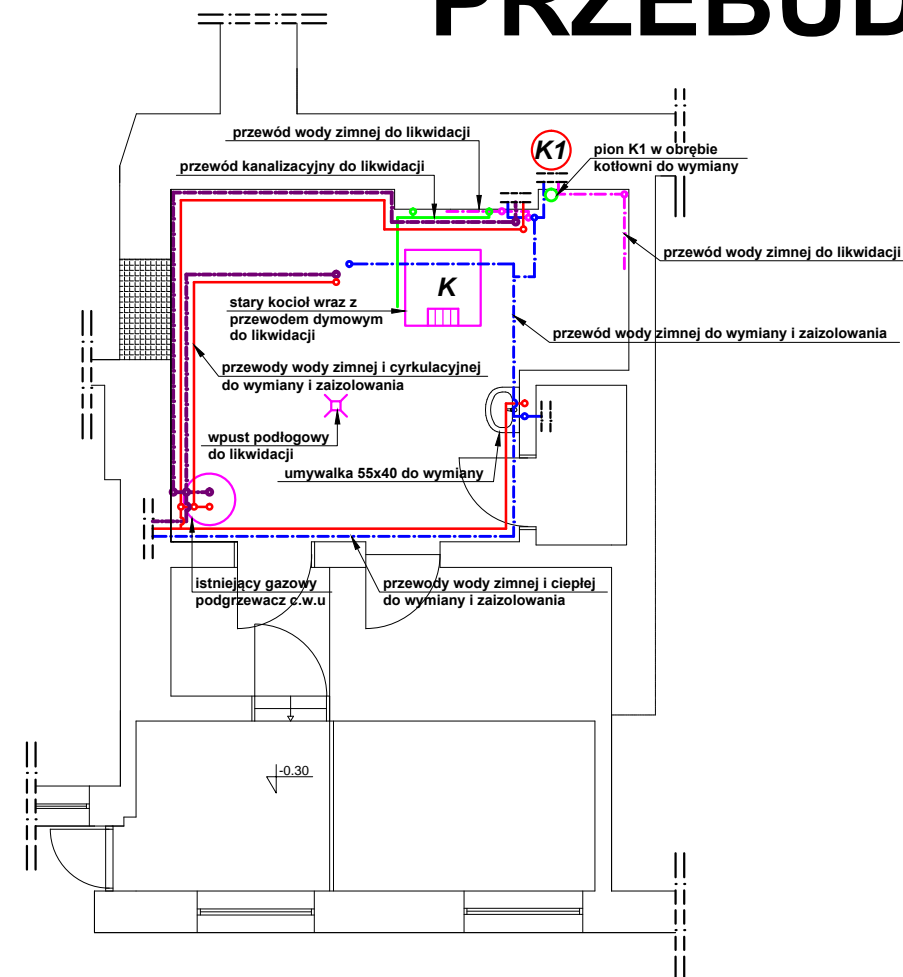 PRZEBUD
przewód wody zimnej do likwidacji
K1
pion K1 w obrębie
kotłowni do wymiany
przewód kanalizacyjny do likwidacji
przewód wody zimnej do likwidacji
K
stary kocioł wraz z
przewodem dymowym
do likwidacji
przewód wody zimnej do wymiany i zaizolowania
przewody wody zimnej i cyrkulacyjnej
do wymiany i zaizolowania
wpust podłogowy
do likwidacji
umywalka 55x40 do wymiany
istniejący gazowy
podgrzewacz c.w.u
przewody wody zimnej i ciepłej
do wymiany i zaizolowania
-0.30